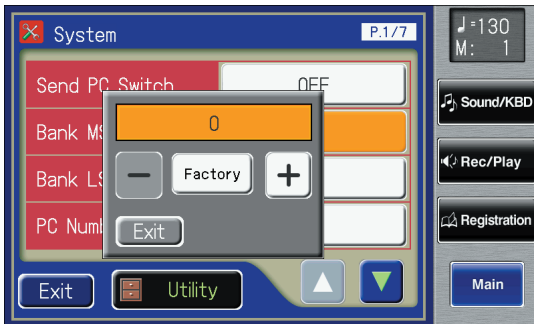 System
P.1/7
Send PC Switch
OFF
Bank MS
Bank LS
PC Numb
0
−
Factory
+
Exit
Exit
Utility
♩=130
M: 1
Sound/KBD
Rec/Play
Registration
Main